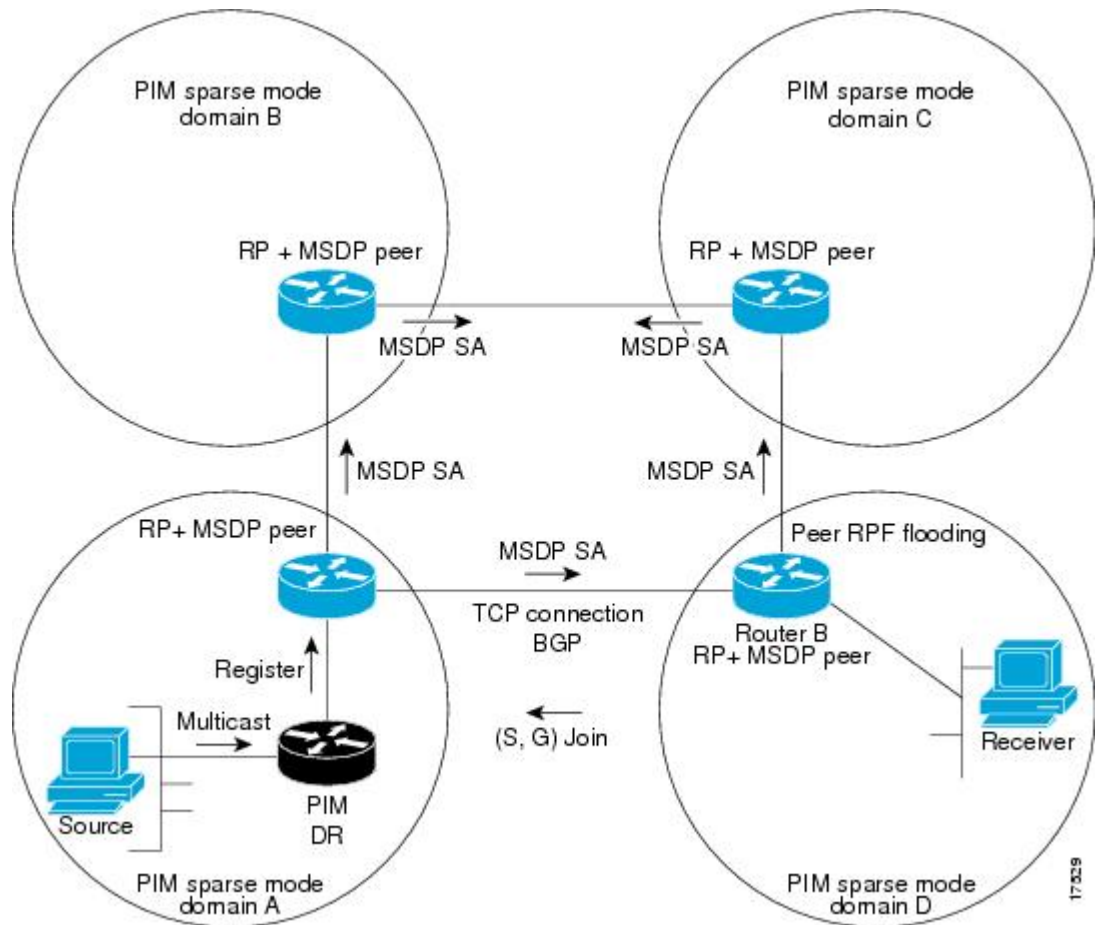 PIM sparse mode
domain B
PIM sparse mode
domain C
RP + MSDP peer
RP + MSDP peer
MSDP SA
MSDP SA
MSDP SA
MSDP SA
RP+ MSDP peer
Peer RPF flooding
MSDP SA
TCP connection
BGP
Router B
RP+ MSDP peer
Register
Multicast
(S, G) Join
Receiver
Source
PIM
DR
PIM sparse mode
domain A
PIM sparse mode
domain D
17529